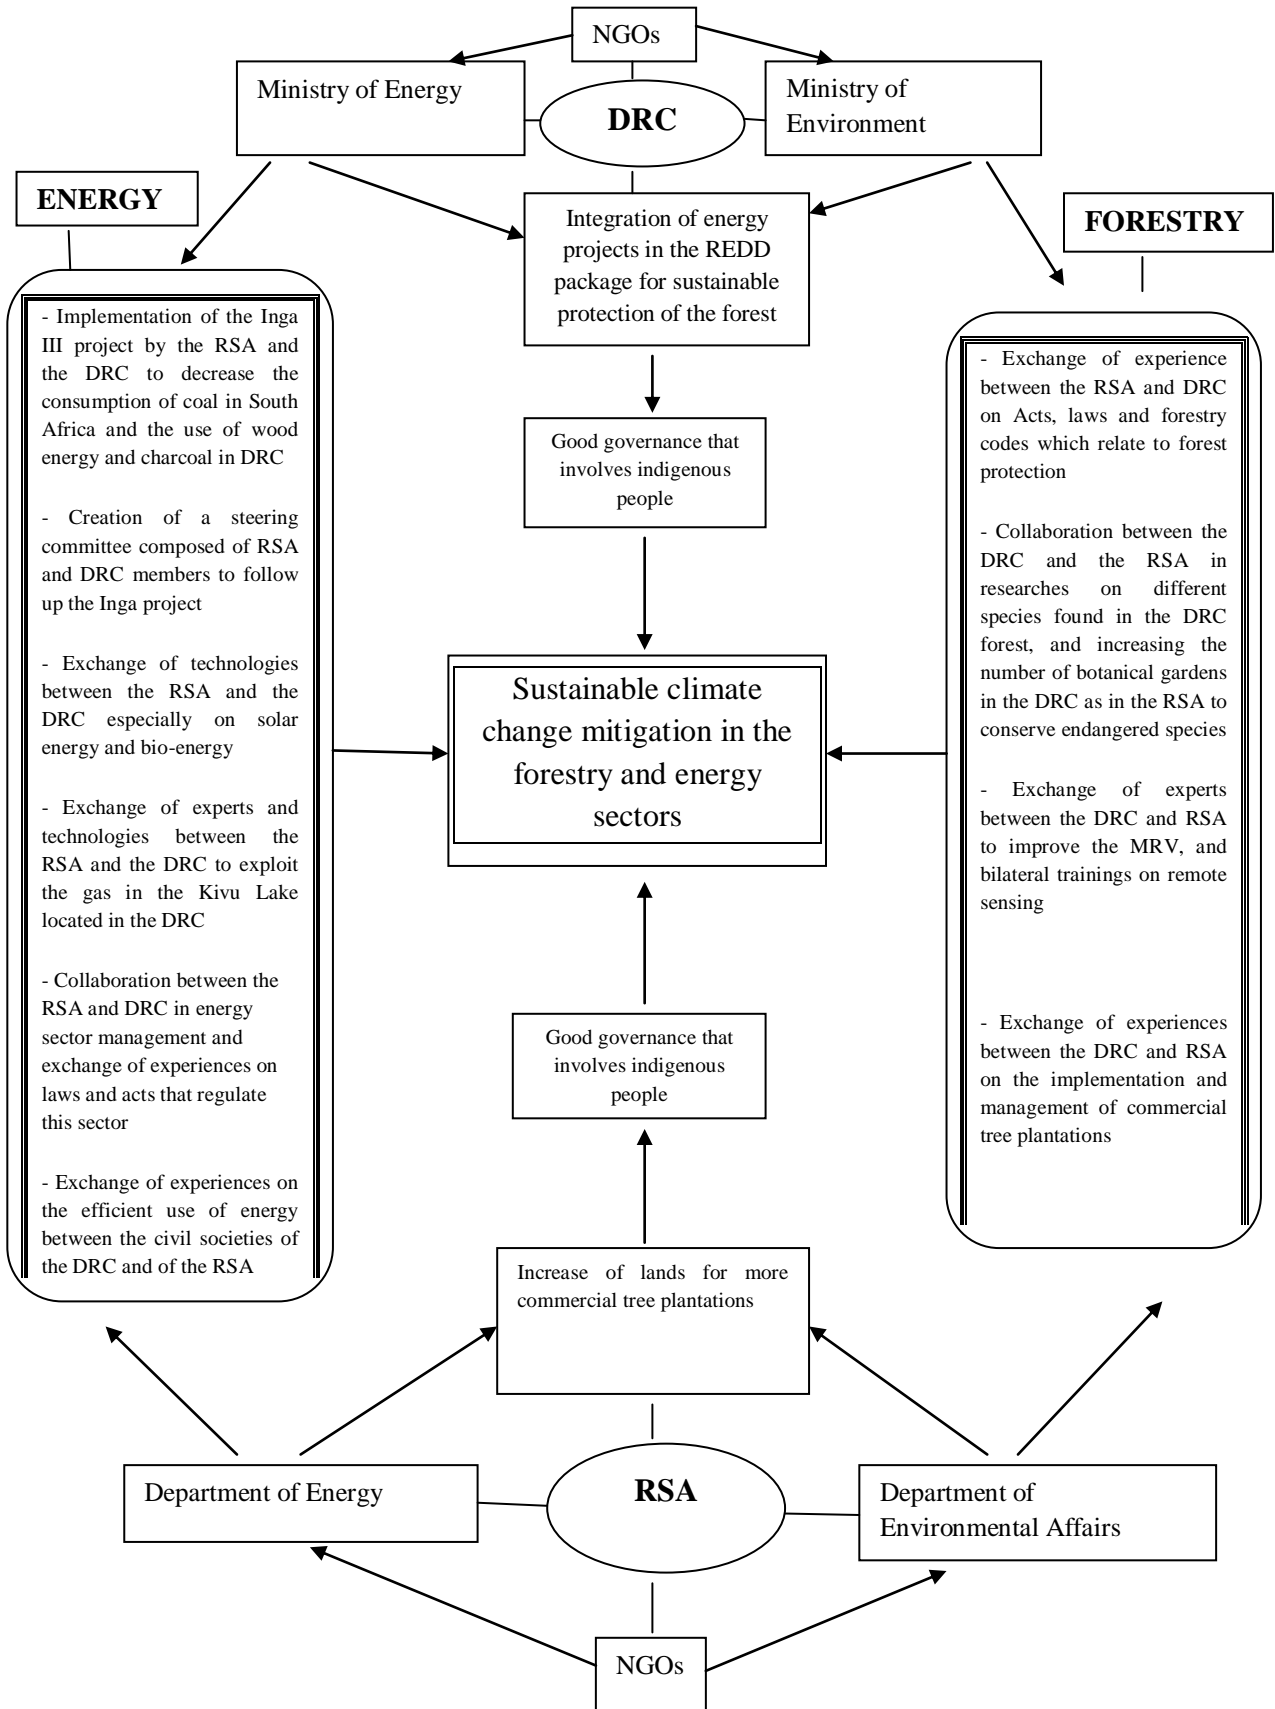 NGOs
Ministry of Energy
DRC
Ministry of
Environment
ENERGY
Integration of energy
projects in the REDD
package for sustainable
protection of the forest
FORESTRY
- Implementation of the Inga
III project by the RSA and
the DRC to decrease the
consumption of coal in South
Africa and the use of wood
energy and charcoal in DRC
- Creation of a steering
committee composed of RSA
and DRC members to follow
up the Inga project
- Exchange of technologies
between the RSA and the
DRC especially on solar
energy and bio-energy
- Exchange of experts and
technologies between the
RSA and the DRC to exploit
the gas in the Kivu Lake
located in the DRC
- Collaboration between the
RSA and DRC in energy
sector management and
exchange of experiences on
laws and acts that regulate
this sector
- Exchange of experiences on
the efficient use of energy
between the civil societies of
the DRC and of the RSA
Good governance that
involves indigenous
people
Sustainable climate
change mitigation in the
forestry and energy
sectors
Good governance that
involves indigenous
people
Increase of lands for more
commercial tree plantations
- Exchange of experience
between the RSA and DRC
on Acts, laws and forestry
codes which relate to forest
protection
- Collaboration between the
DRC and the RSA in
researches on different
species found in the DRC
forest, and increasing the
number of botanical gardens
in the DRC as in the RSA to
conserve endangered species
- Exchange of experts
between the DRC and RSA
to improve the MRV, and
bilateral trainings on remote
sensing
- Exchange of experiences
between the DRC and RSA
on the implementation and
management of commercial
tree plantations
Department of Energy
RSA
Department of
Environmental Affairs
NGOs